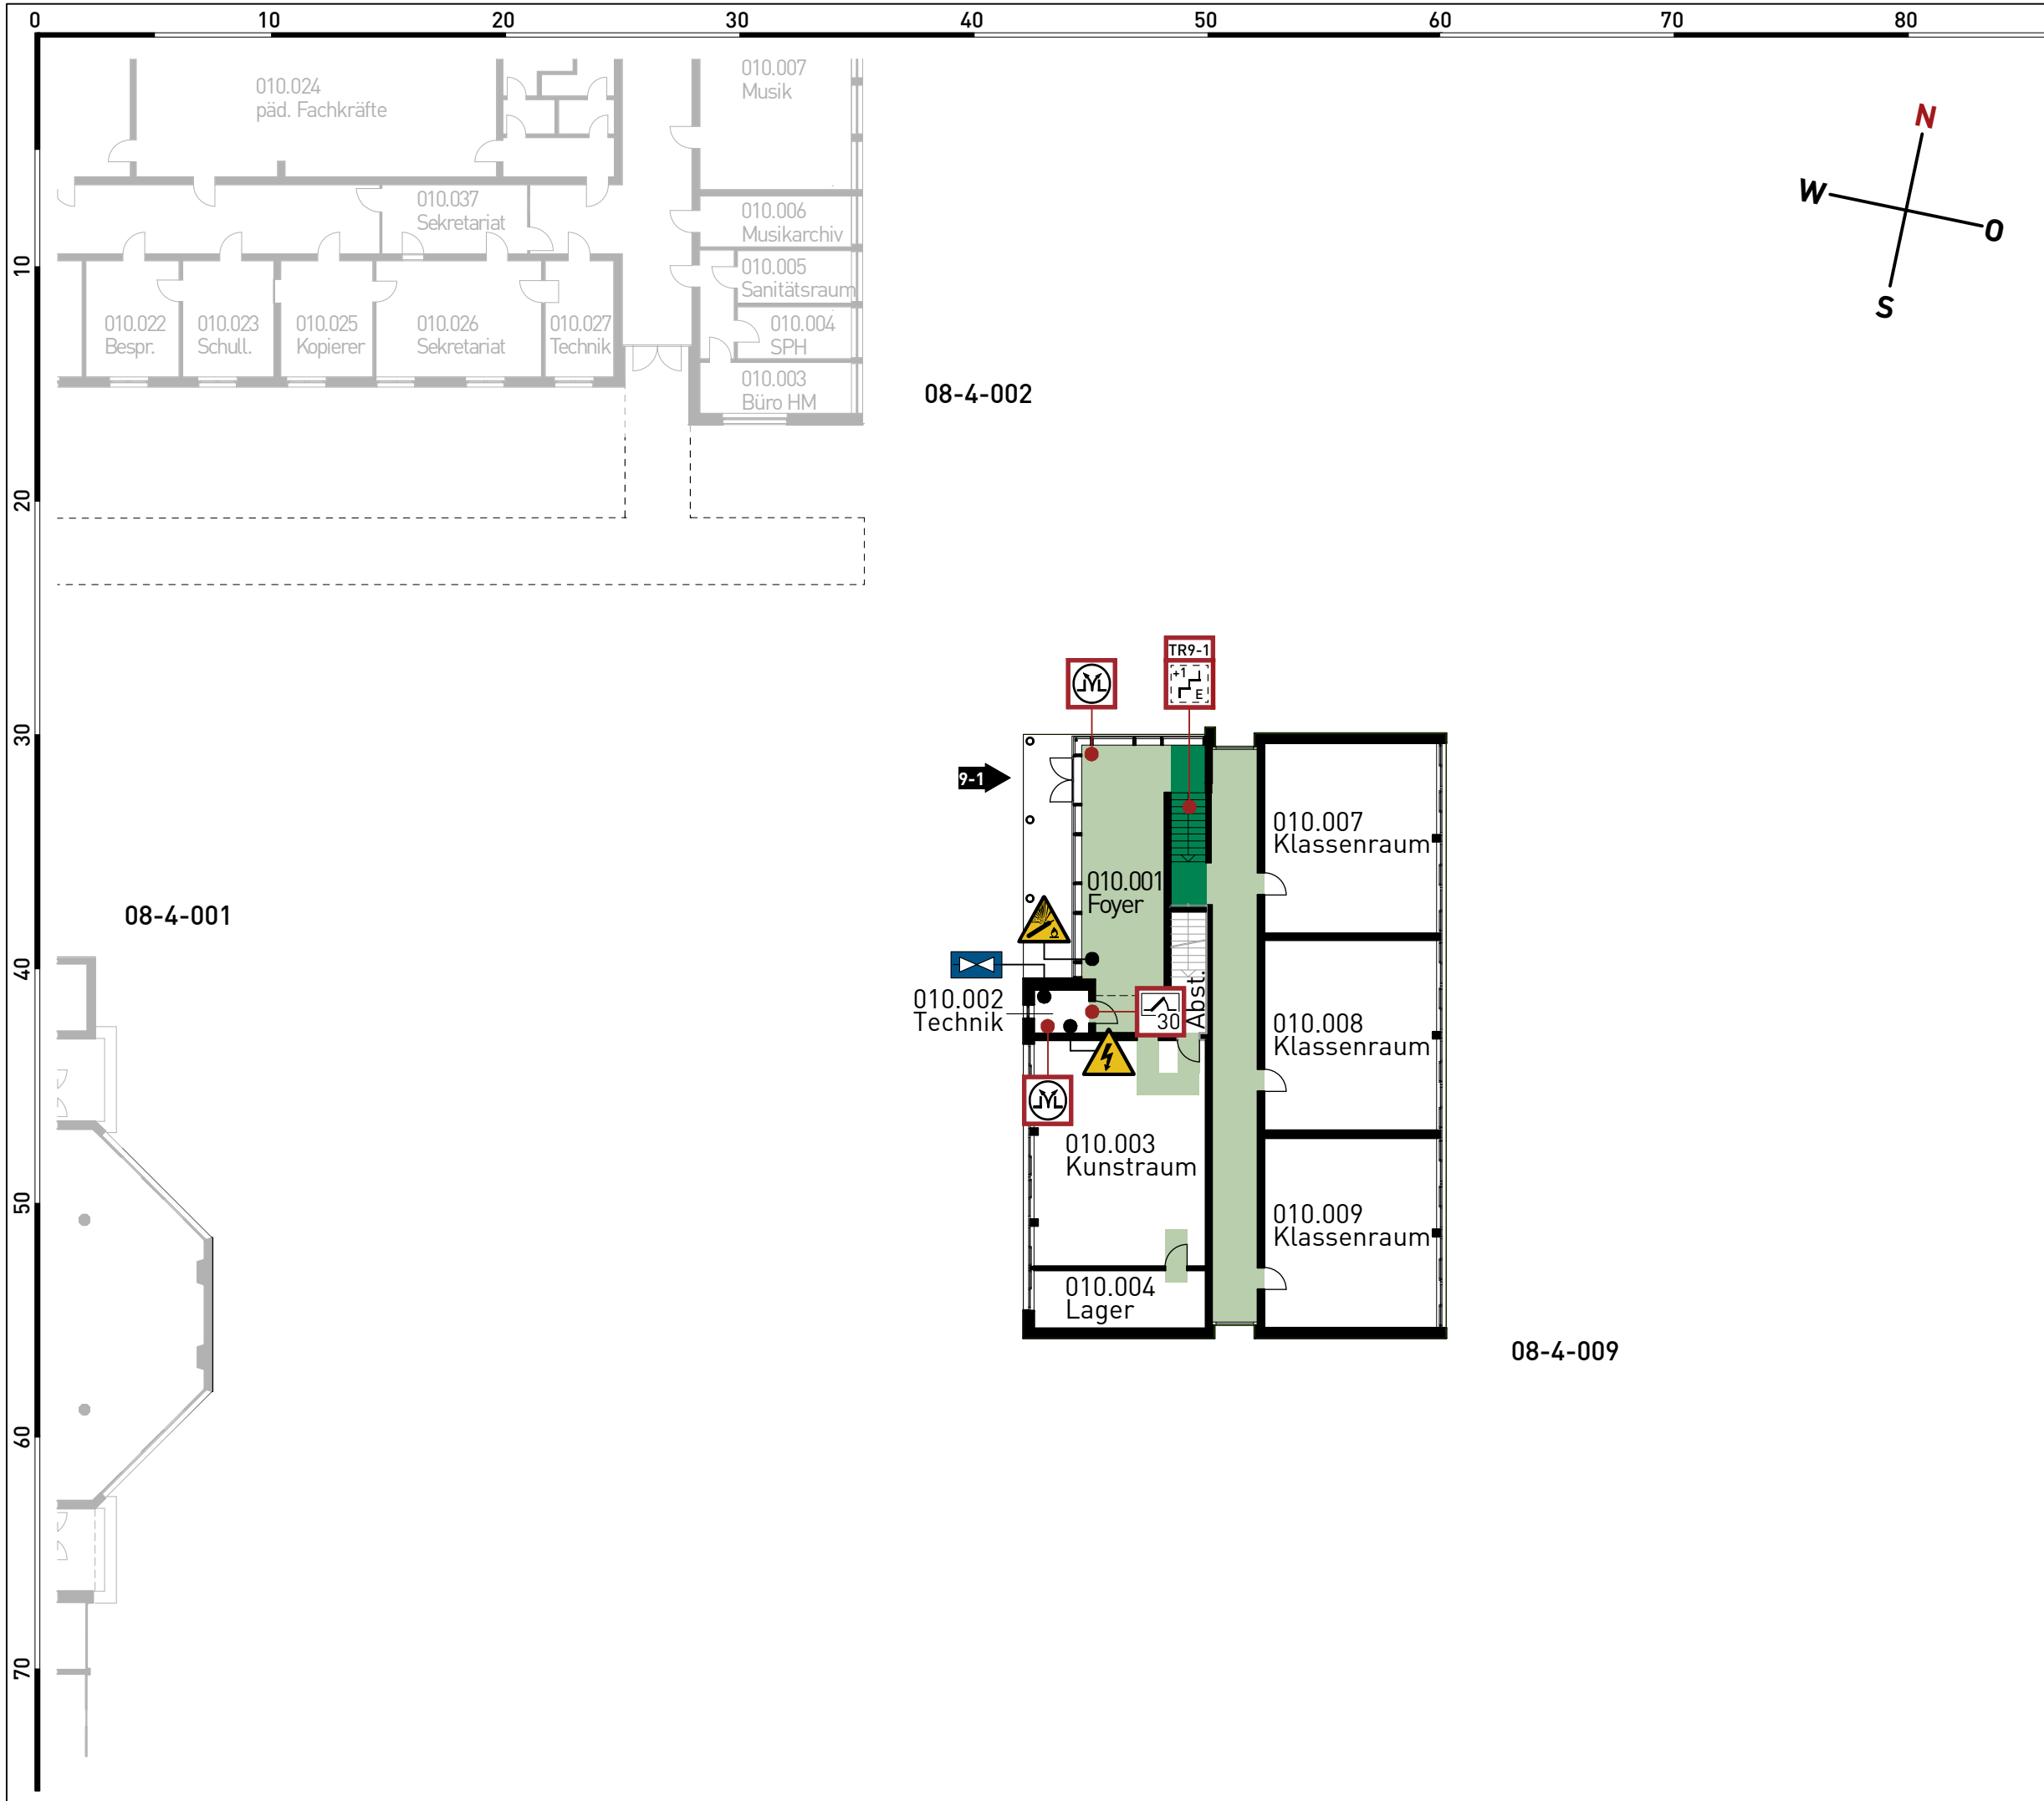 0
10
20
30
40
50
60
70
80
10
20
30
40
50
60
70
N
W
O
S
010.024
päd. Fachkräfte
010.007
Musik
010.037
Sekretariat
010.006
Musikarchiv
010.005
Sanitätsraum
010.022
Bespr.
010.023
Schull.
010.025
Kopierer
010.026
Sekretariat
010.027
Technik
010.004
SPH
010.003
Büro HM
08-4-002
TR9-1
+1
E
9-1
010.007
Klassenraum
010.001
Foyer
08-4-001
010.002
Technik
30
Abst.
010.008
Klassenraum
010.003
Kunstraum
010.009
Klassenraum
010.004
Lager
08-4-009